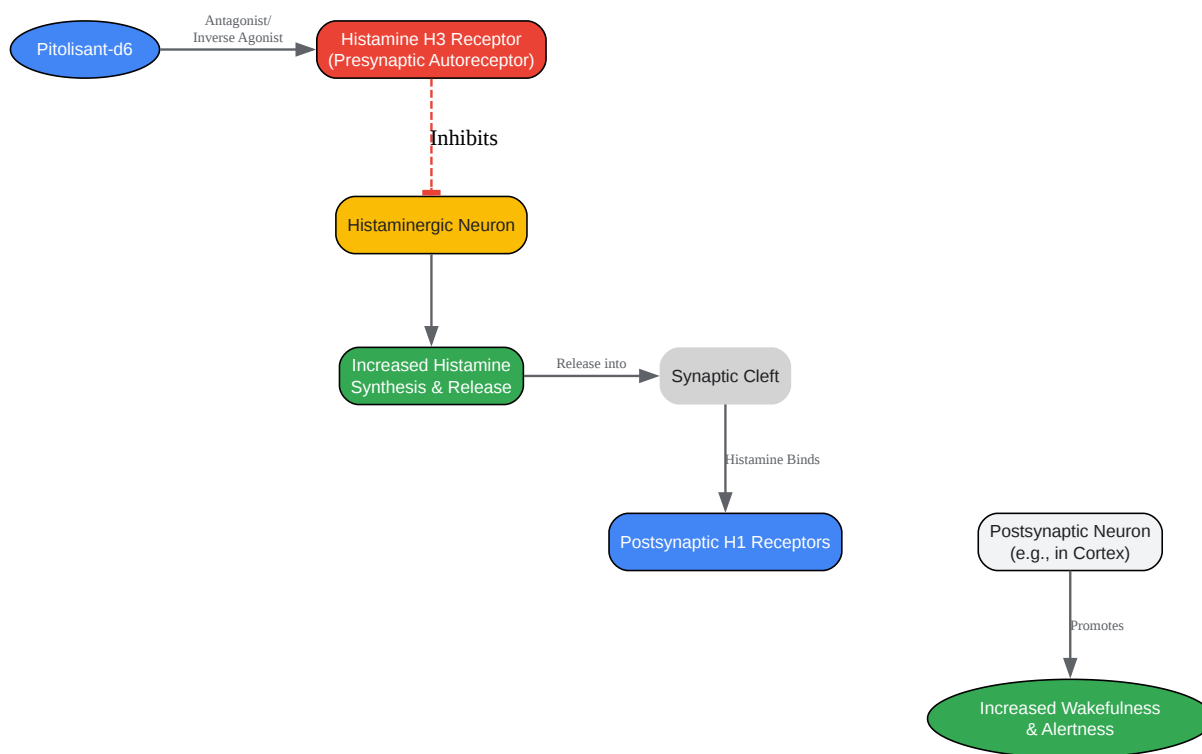 Pitolisant-d6
Antagonist/
Inverse Agonist
Histamine H3 Receptor
(Presynaptic Autoreceptor)
Inhibits
Histaminergic Neuron
Increased Histamine
Synthesis & Release
Release into
Synaptic Cleft
Histamine Binds
Postsynaptic H1 Receptors
Postsynaptic Neuron
(e.g., in Cortex)
Promotes
Increased Wakefulness
& Alertness